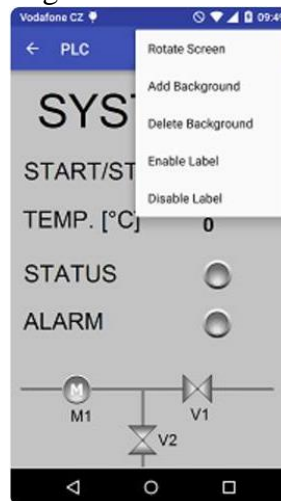 Vodafone CZ 09:49
← PLC
Rotate Screen
Add Background
Delete Background
Enable Label
Disable Label
SYS
START/ST
TEMP. [°C] 0
STATUS
ALARM
M
M1
V1
V2